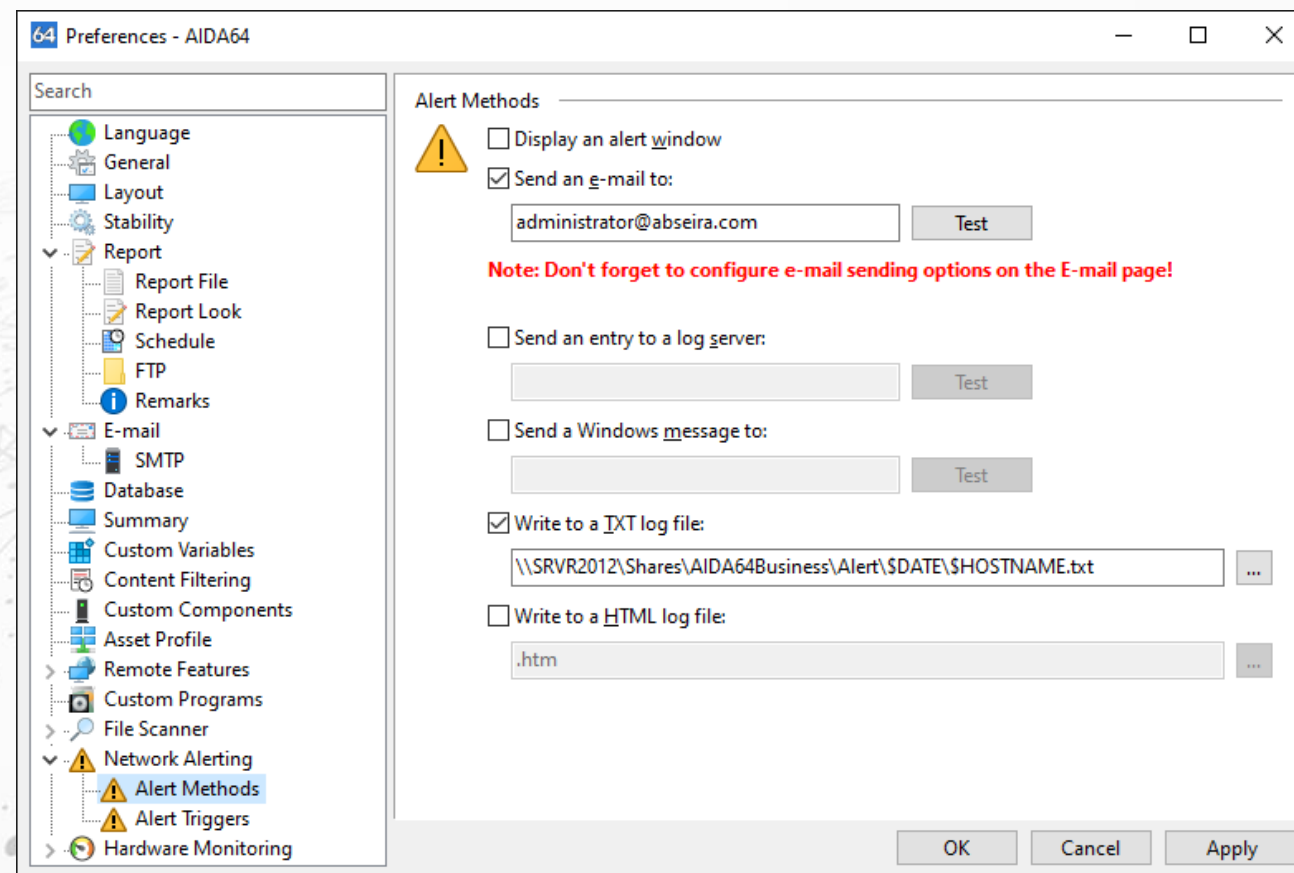 64 Preferences - AIDA64
Search
Language
General
Layout
Stability
Report
Report File
Report Look
Schedule
FTP
Remarks
E-mail
SMTP
Database
Summary
Custom Variables
Content Filtering
Custom Components
Asset Profile
Remote Features
Custom Programs
File Scanner
Network Alerting
Alert Methods
Alert Triggers
Hardware Monitoring
Alert Methods
Display an alert window
Send an e-mail to:
administrator@abseira.com Test
Note: Don't forget to configure e-mail sending options on the E-mail page!
Send an entry to a log server:
Test
Send a Windows message to:
Test
Write to a TXT log file:
\\SRVR2012\Shares\AIDA64Business\Alert\$DATE\$HOSTNAME.txt ...
Write to a HTML log file:
.htm ...
OK Cancel Apply